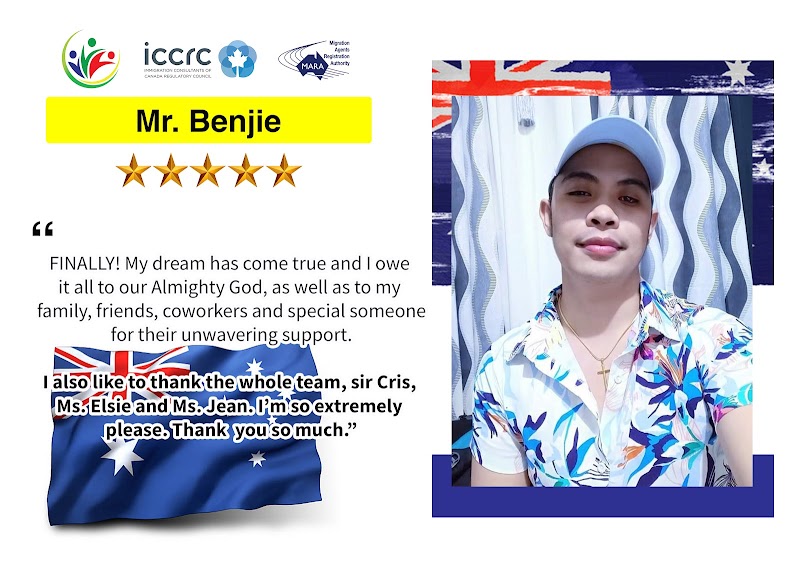 iccrc
IMMIGRATION CONSULTANTS OF
CANADA REGULATORY COUNCIL
Migration
Agents
Registration
Authority
MARA
Mr. Benjie
“
FINALLY! My dream has come true and I owe
it all to our Almighty God, as well as to my
family, friends, coworkers and special someone
for their unwavering support.
I also like to thank the whole team, sir Cris,
Ms. Elsie and Ms. Jean. I’m so extremely
please. Thank you so much.”